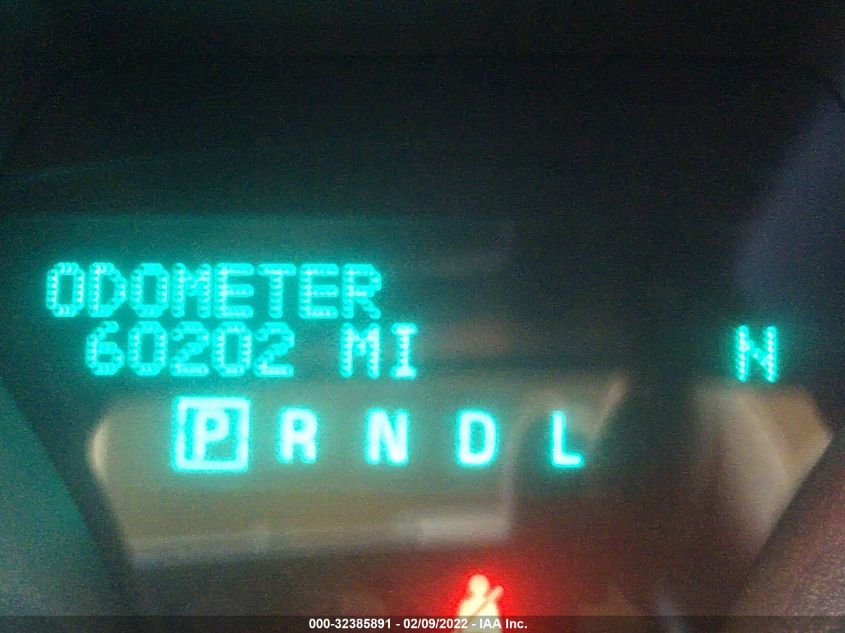 ODOMETER
60202 MI N
P R N D L
000-32385891 - 02/09/2022 - IAA Inc.